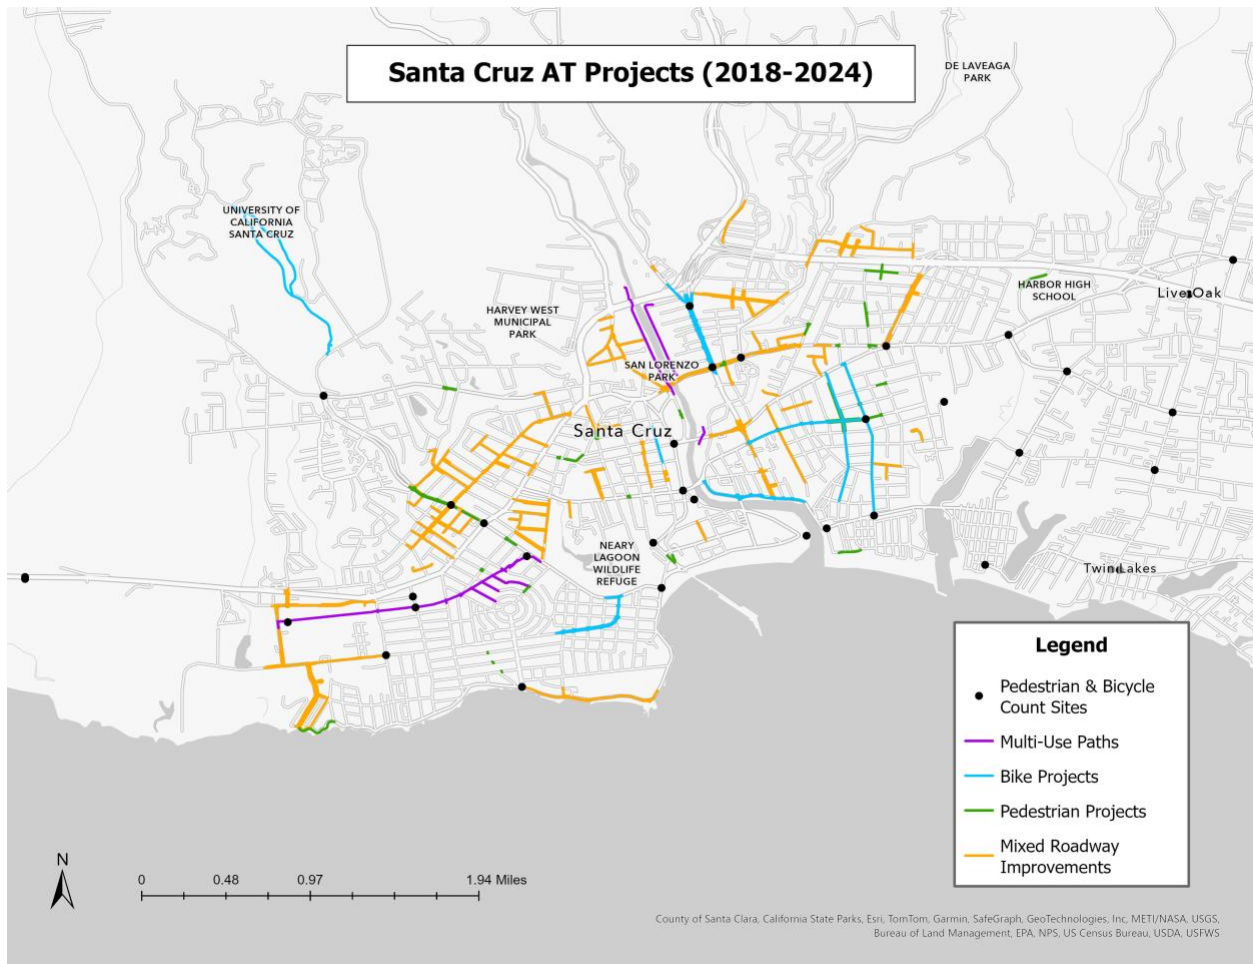 Santa Cruz AT Projects (2018-2024)
DE LAVEAGA
PARK
UNIVERSITY OF
CALIFORNIA
SANTA CRUZ
HARVEY WEST
MUNICIPAL
PARK
HARBOR HIGH
SCHOOL
Live Oak
SAN LORENZO
PARK
Santa Cruz
NEARY
LAGOON
WILDLIFE
REFUGE
Twin Lakes
Legend
Pedestrian & Bicycle
Count Sites
Multi-Use Paths
Bike Projects
Pedestrian Projects
Mixed Roadway
Improvements
N
0 0.48 0.97 1.94 Miles
County of Santa Clara, California State Parks, Esri, TomTom, Garmin, SafeGraph, GeoTechnologies, Inc, METI/NASA, USGS,
Bureau of Land Management, EPA, NPS, US Census Bureau, USDA, USFWS